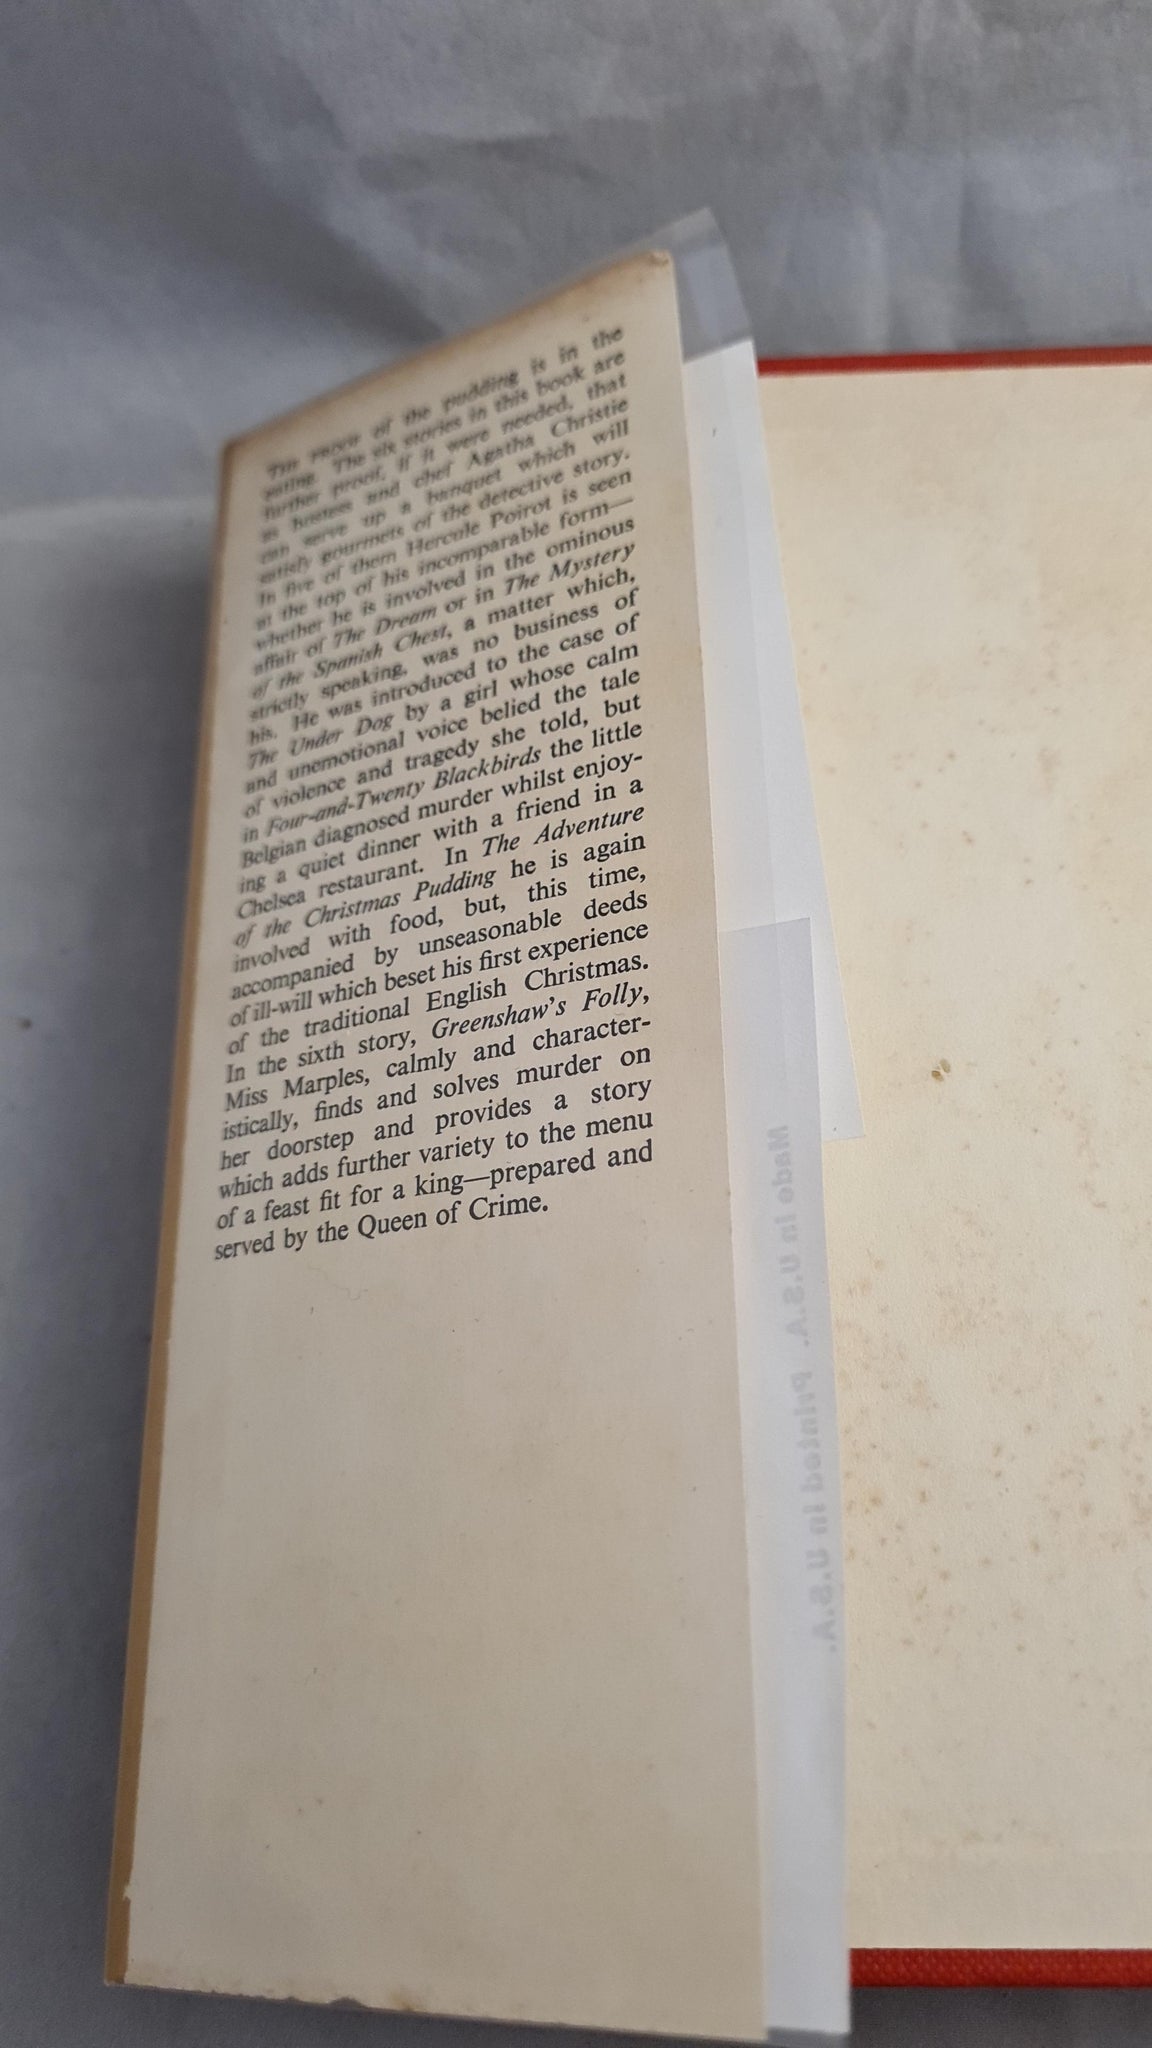 The proof of the pudding is in the
eating. The six stories in this book are
further proof, if it were needed, that
as hostess and chef Agatha Christie
can serve up a banquet which will
satisfy gourmets of the detective story.
In five of them Hercule Poirot is seen
at the top of his incomparable form—
whether he is involved in the ominous
affair of The Dream or in The Mystery
of the Spanish Chest, a matter which,
strictly speaking, was no business of
his. He was introduced to the case of
The Under Dog by a girl whose calm
and unemotional voice belied the tale
of violence and tragedy she told, but
in Four-and-Twenty Blackbirds the little
Belgian diagnosed murder whilst enjoy-
ing a quiet dinner with a friend in a
Chelsea restaurant. In The Adventure
of the Christmas Pudding he is again
involved with food, but, this time,
accompanied by unseasonable deeds
of ill-will which beset his first experience
of the traditional English Christmas.
In the sixth story, Greenshaw's Folly,
Miss Marples, calmly and character-
istically, finds and solves murder on
her doorstep and provides a story
which adds further variety to the menu
of a feast fit for a king—prepared and
served by the Queen of Crime.
Made in U.S.A. Printed in U.S.A.